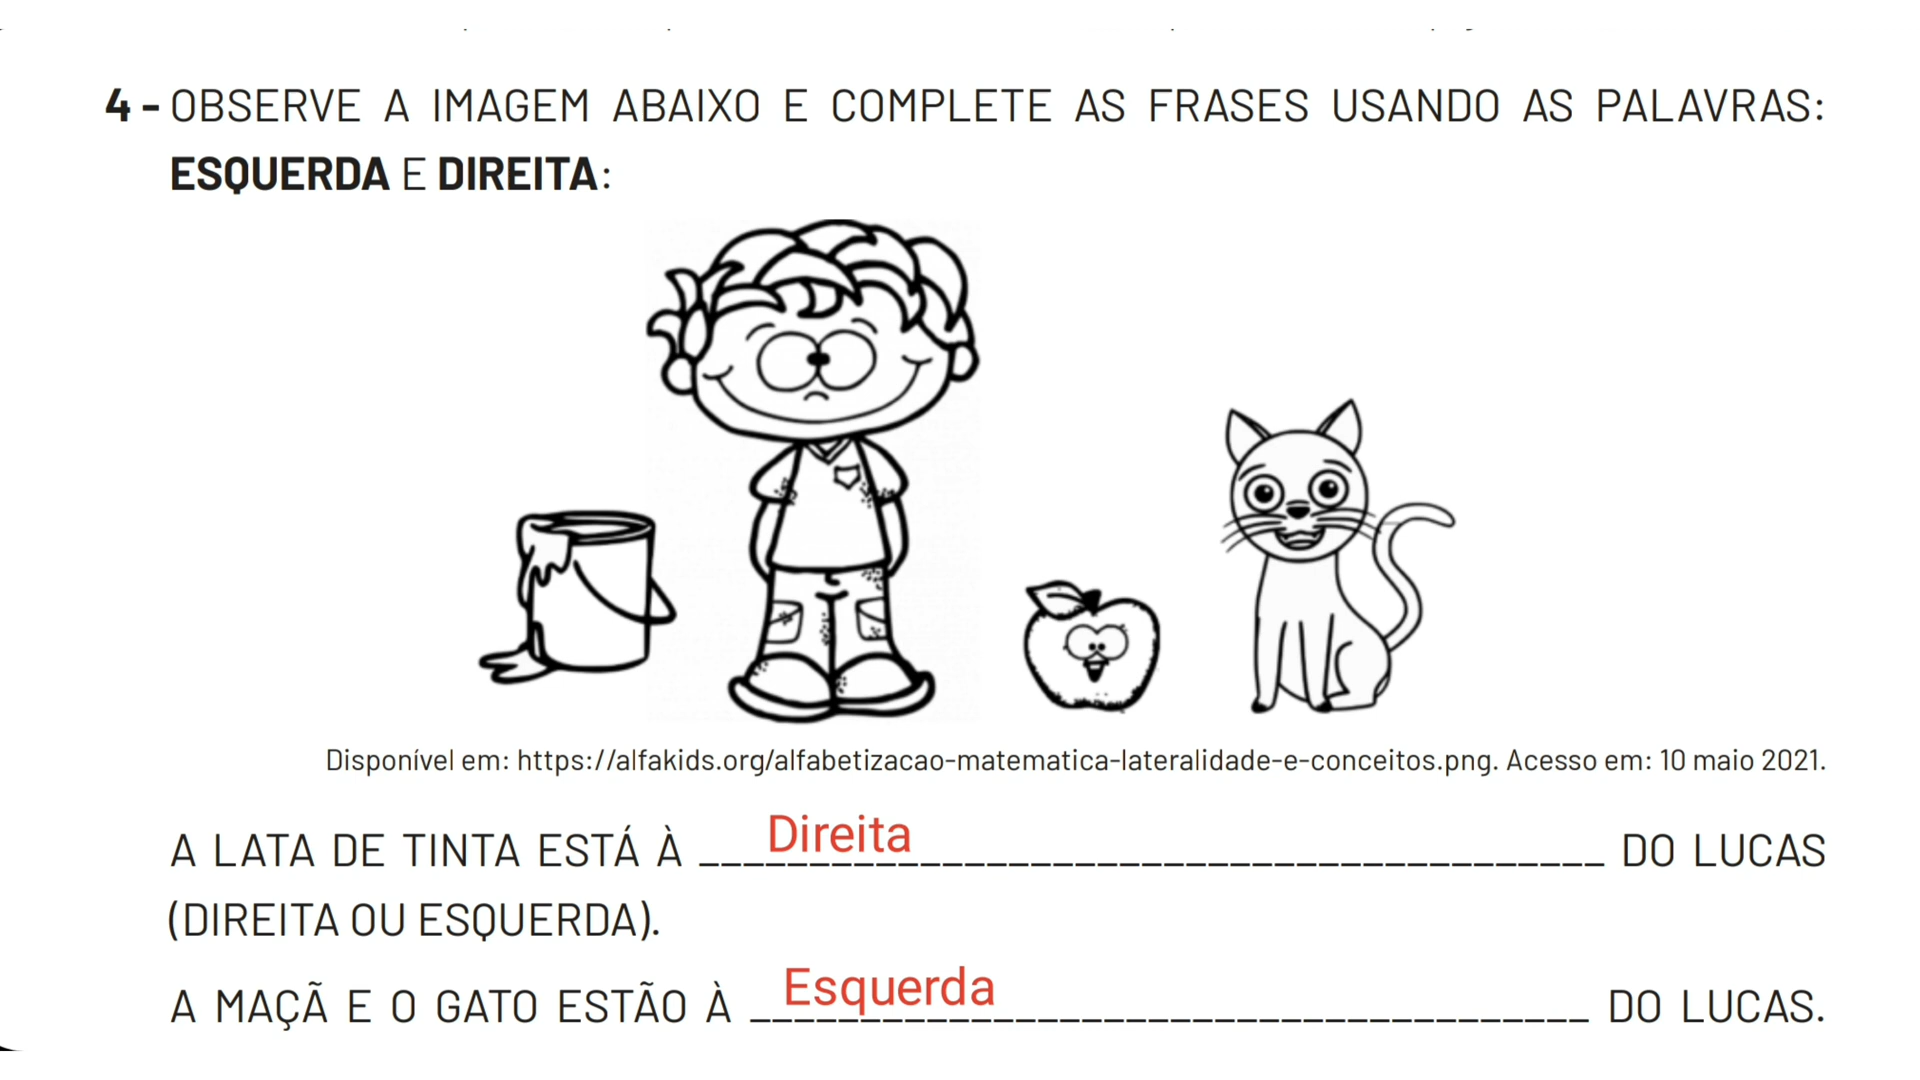 4 - OBSERVE A IMAGEM ABAIXO E COMPLETE AS FRASES USANDO AS PALAVRAS:
ESQUERDA E DIREITA:
Disponível em: https://alfakids.org/alfabetizacao-matematica-lateralidade-e-conceitos.png. Acesso em: 10 maio 2021.
A LATA DE TINTA ESTÁ À Direita DO LUCAS
(DIREITA OU ESQUERDA).
A MAÇÃ E O GATO ESTÃO À Esquerda DO LUCAS.